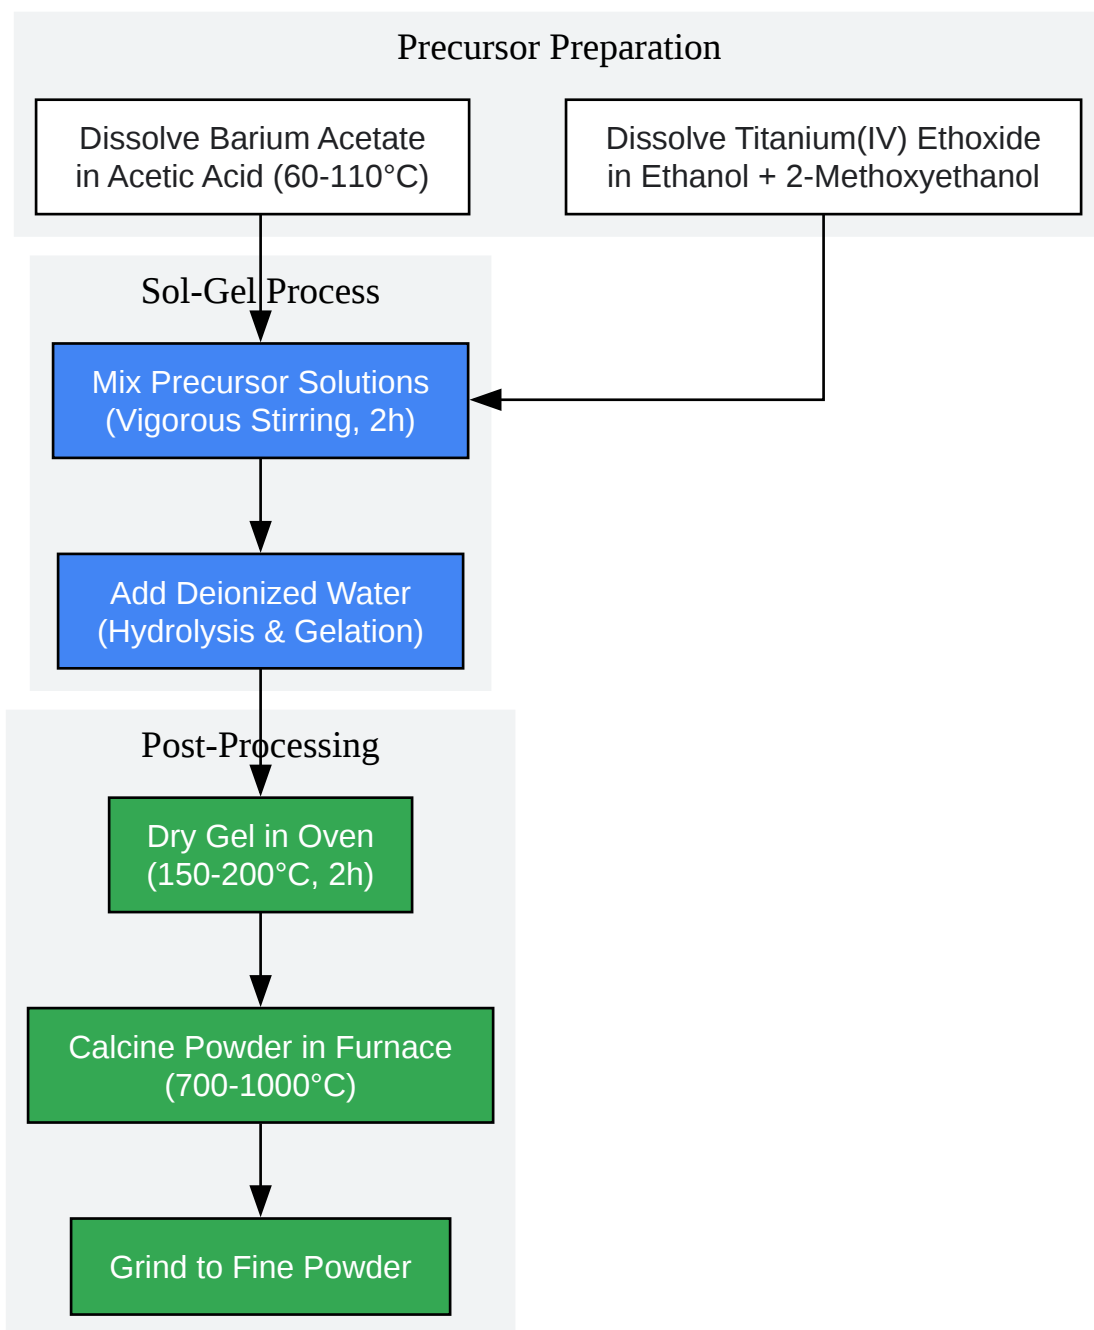 Precursor Preparation
Dissolve Barium Acetate
in Acetic Acid (60-110°C)
Dissolve Titanium(IV) Ethoxide
in Ethanol + 2-Methoxyethanol
Sol-Gel Process
Mix Precursor Solutions
(Vigorous Stirring, 2h)
Add Deionized Water
(Hydrolysis & Gelation)
Post-Processing
Dry Gel in Oven
(150-200°C, 2h)
Calcine Powder in Furnace
(700-1000°C)
Grind to Fine Powder